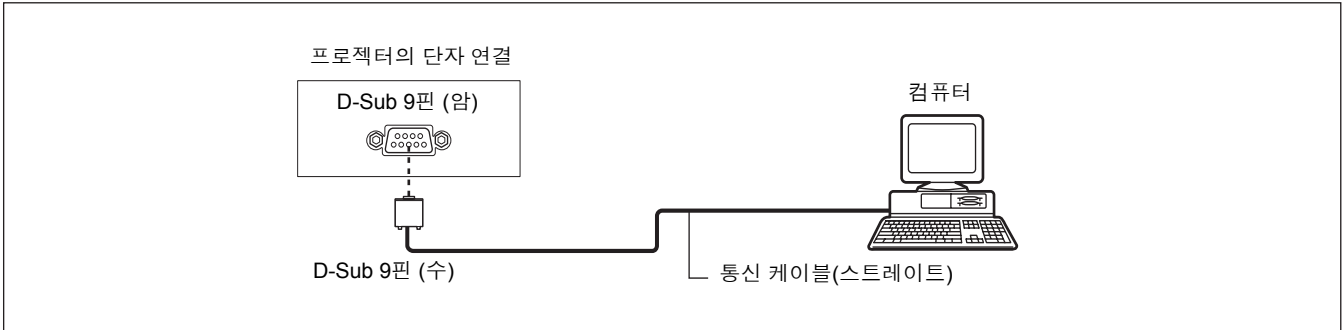 프로젝터의 단자 연결
D-Sub 9핀 (암)
컴퓨터
D-Sub 9핀 (수)
통신 케이블(스트레이트)